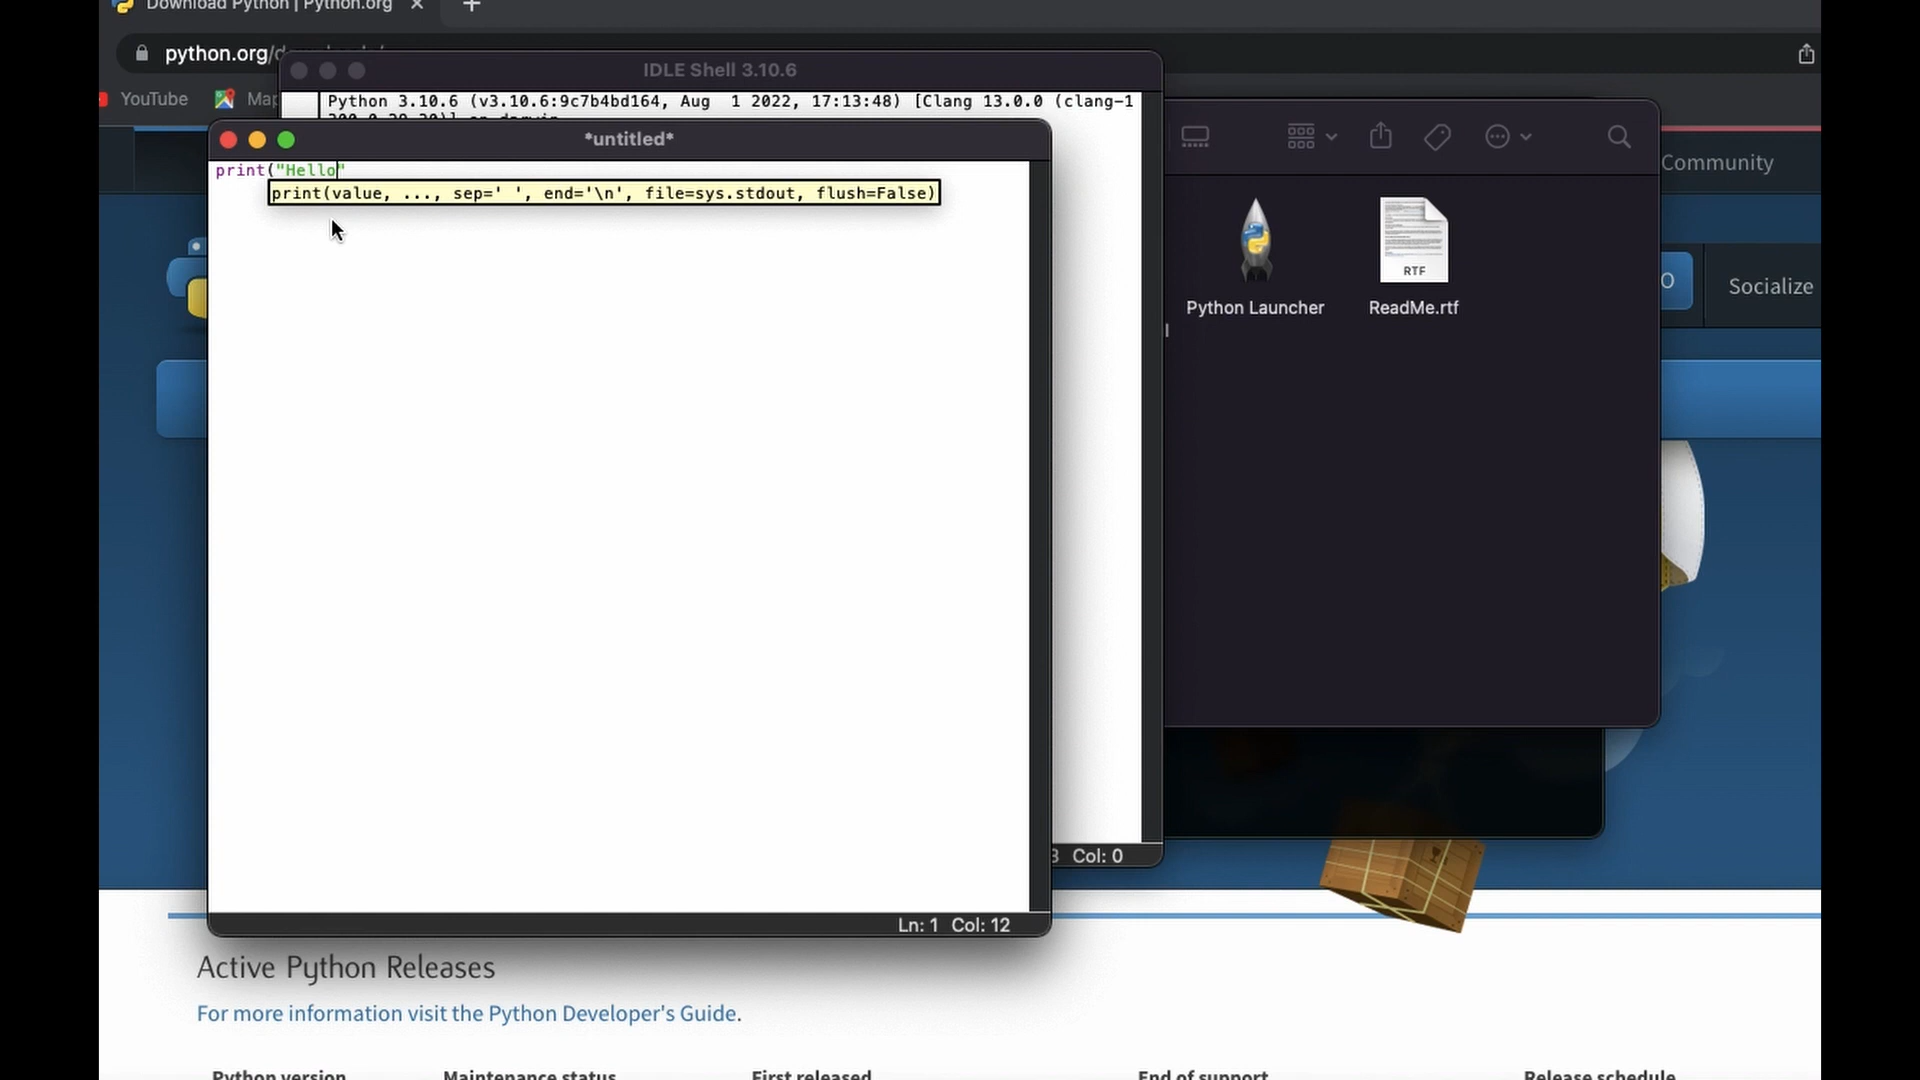 Download Python | Python.org
python.org/
YouTube
IDLE Shell 3.10.6
Python 3.10.6 (v3.10.6:9c7b4bd164, Aug  1 2022, 17:13:48) [Clang 13.0.0 (clang-1
*untitled*
print("Hello"
print(value, ..., sep=' ', end='\n', file=sys.stdout, flush=False)
Community
RTF
Python Launcher
ReadMe.rtf
O
Socialize
3 Col: 0
Ln: 1 Col: 12
Active Python Releases
For more information visit the Python Developer's Guide.
Python version
Maintenance status
First released
End of support
Release schedule